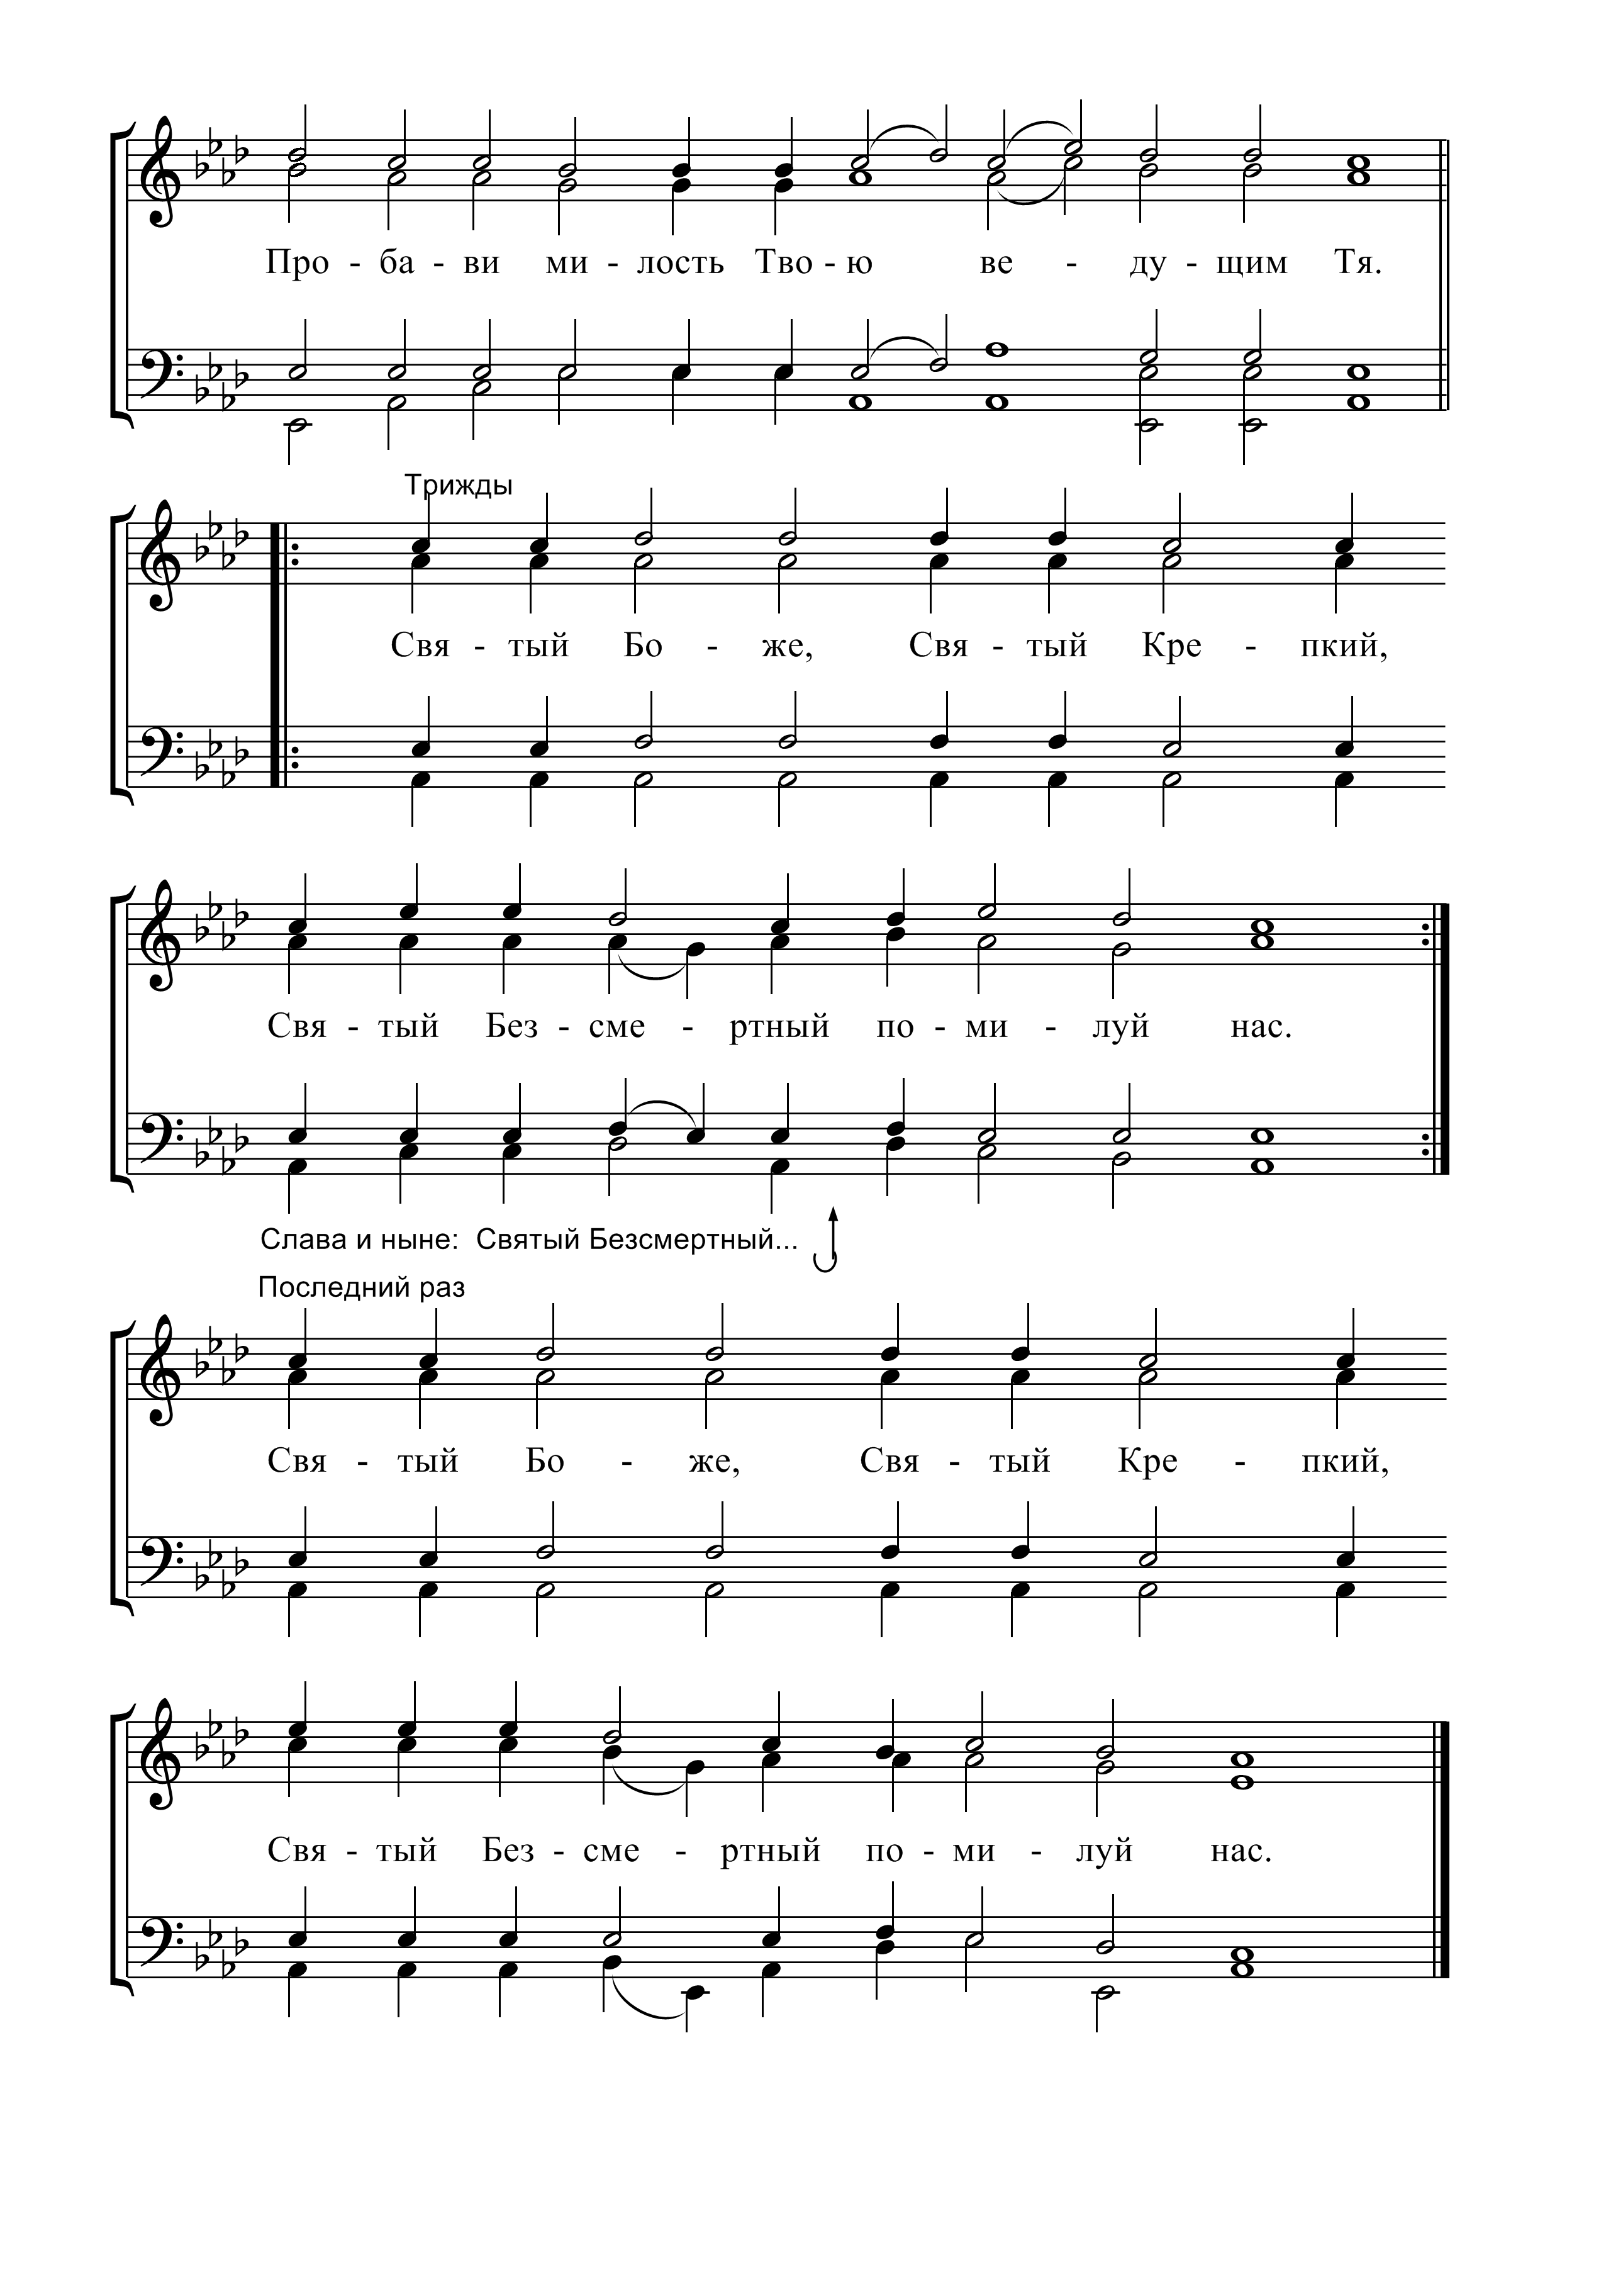 Про - ба - ви ми - лость Тво - ю ве - ду - щим Тя.
Трижды
Свя - тый Бо - же, Свя - тый Кре - пкий,
Свя - тый Без - сме - ртный по - ми - луй нас.
Слава и ныне: Святый Безсмертный...
Последний раз
Свя - тый Бо - же, Свя - тый Кре - пкий,
Свя - тый Без - сме - ртный по - ми - луй нас.